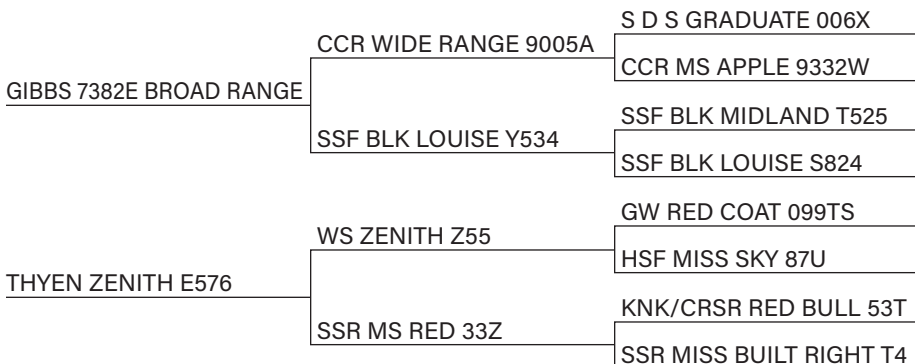 S D S GRADUATE 006X
CCR WIDE RANGE 9005A
CCR MS APPLE 9332W
GIBBS 7382E BROAD RANGE
SSF BLK MIDLAND T525
SSF BLK LOUISE Y534
SSF BLK LOUISE S824
GW RED COAT 099TS
WS ZENITH Z55
HSF MISS SKY 87U
THYEN ZENITH E576
KNK/CRSR RED BULL 53T
SSR MS RED 33Z
SSR MISS BUILT RIGHT T4